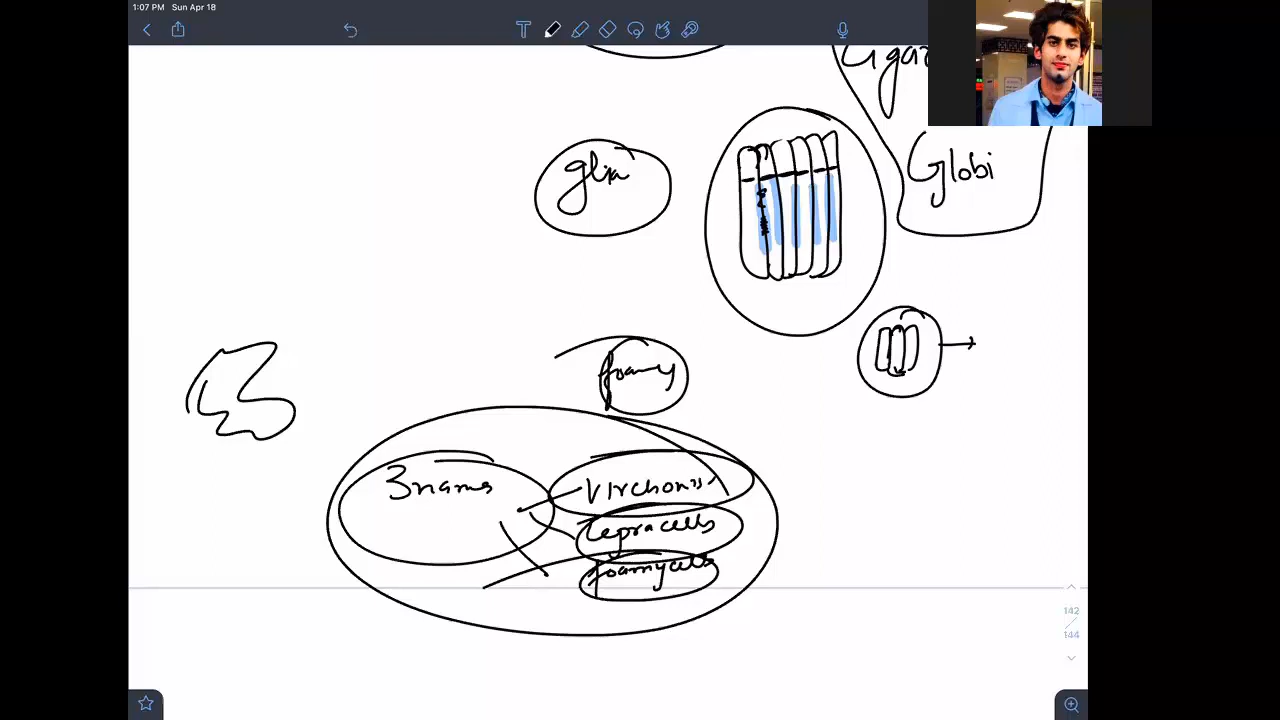 1:07 PM Sun Apr 18
T
glia
Globi
foamy
3 names
Virchows
lepra cells
foamy cells
142
144